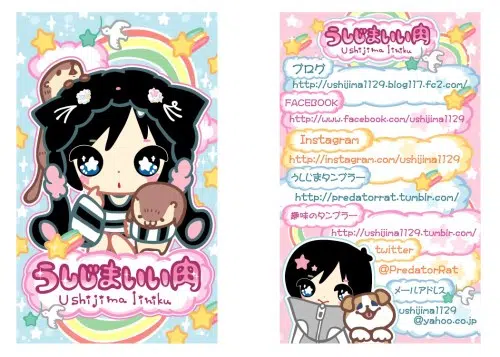 うしじまいい肉
Ushijima Iiniku
うしじまいい肉
Ushijima Iiniku
ブログ
http://ushijima1129.blog117.fc2.com/
FACEBOOK
http://www.facebook.com/ushijima1129
Instagram
http://instagram.com/ushijima1129
うしじまタンブラー
http://predatorrat.tumblr.com/
趣味のタンブラー
http://ushijima1129.tumblr.com/
twitter
@PredatorRat
メールアドレス
ushijima1129
@yahoo.co.jp